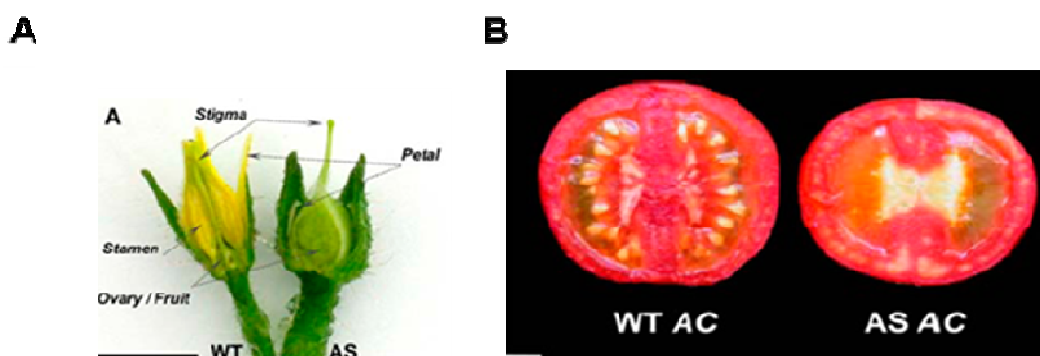 A
B
A
Stigma
Petal
Stamen
Ovary / Fruit
WT
AS
WT AC
AS AC